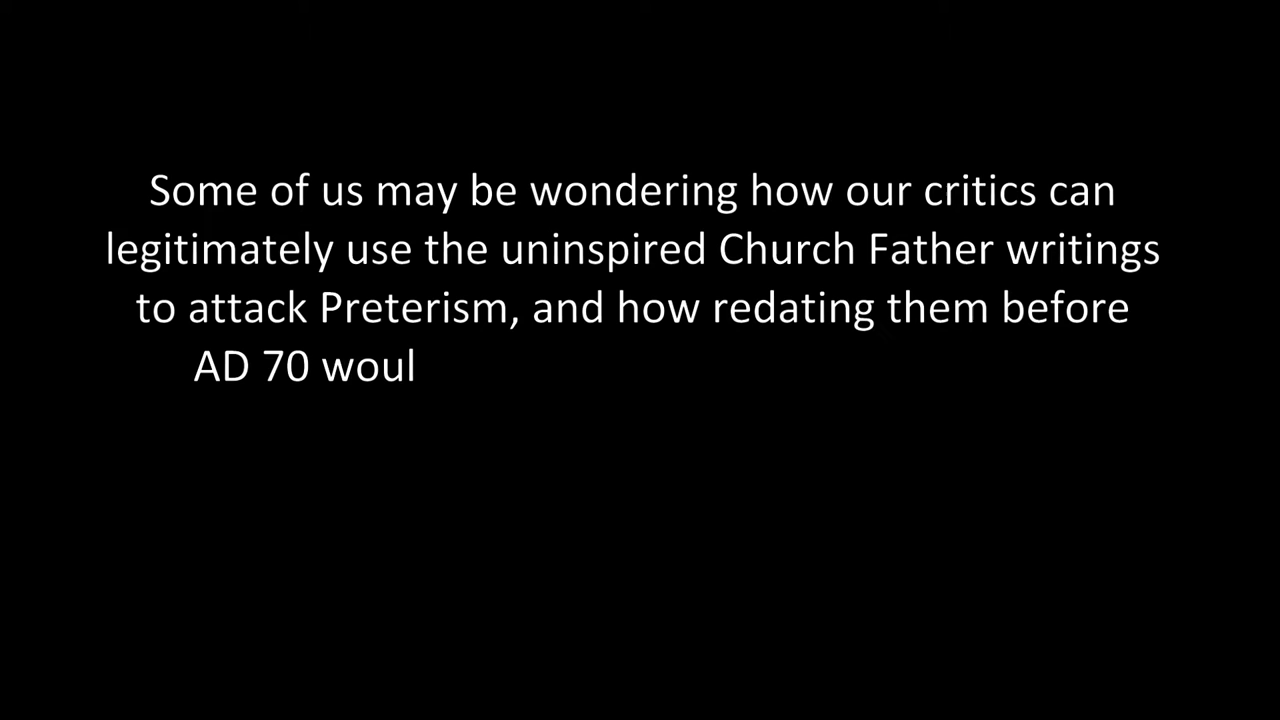 Some of us may be wondering how our critics can
legitimately use the uninspired Church Father writings
to attack Preterism, and how redating them before
AD 70 woul